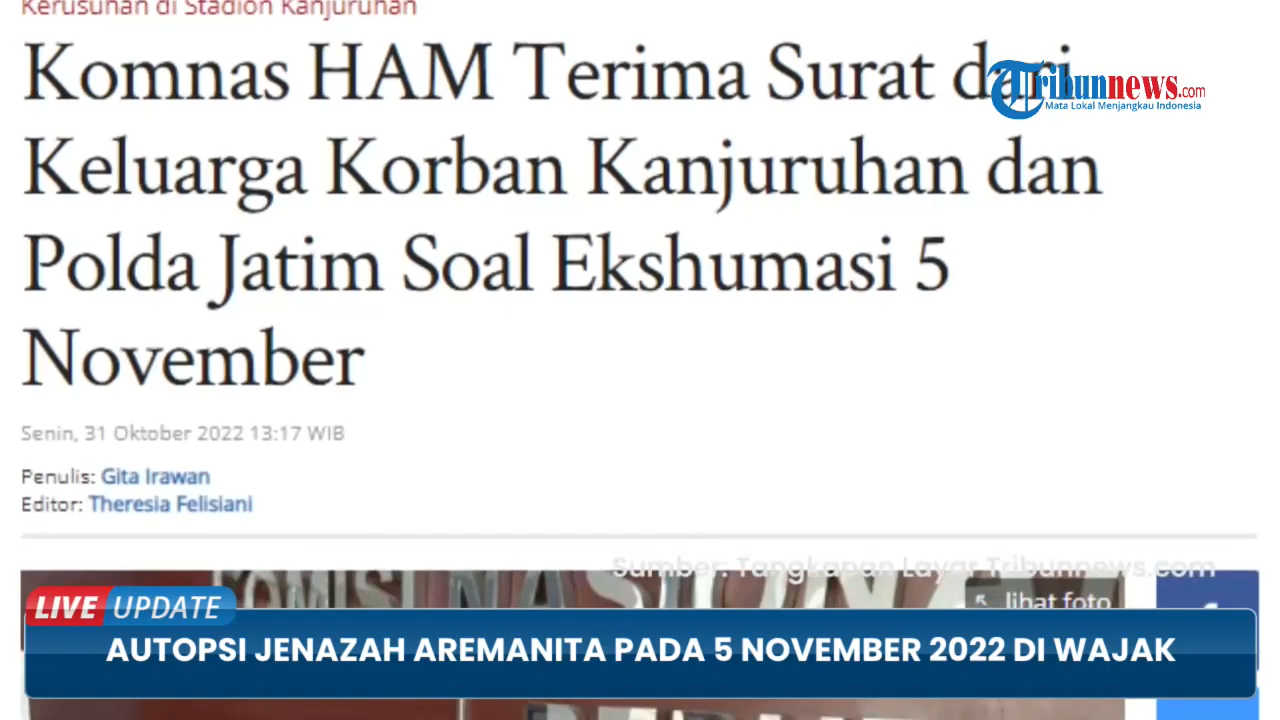 Kerusuhan di Stadion Kanjuruhan
Komnas HAM Terima Surat dari
Tribunnews.com
Mata Lokal Menjangkau Indonesia
Keluarga Korban Kanjuruhan dan
Polda Jatim Soal Ekshumasi 5
November
Senin, 31 Oktober 2022 13:17 WIB
Penulis: Gita Irawan
Editor: Theresia Felisiani
Sumber: Tangkapan Layar Tribunnews.com
lihat foto
LIVE UPDATE
AUTOPSI JENAZAH AREMANITA PADA 5 NOVEMBER 2022 DI WAJAK